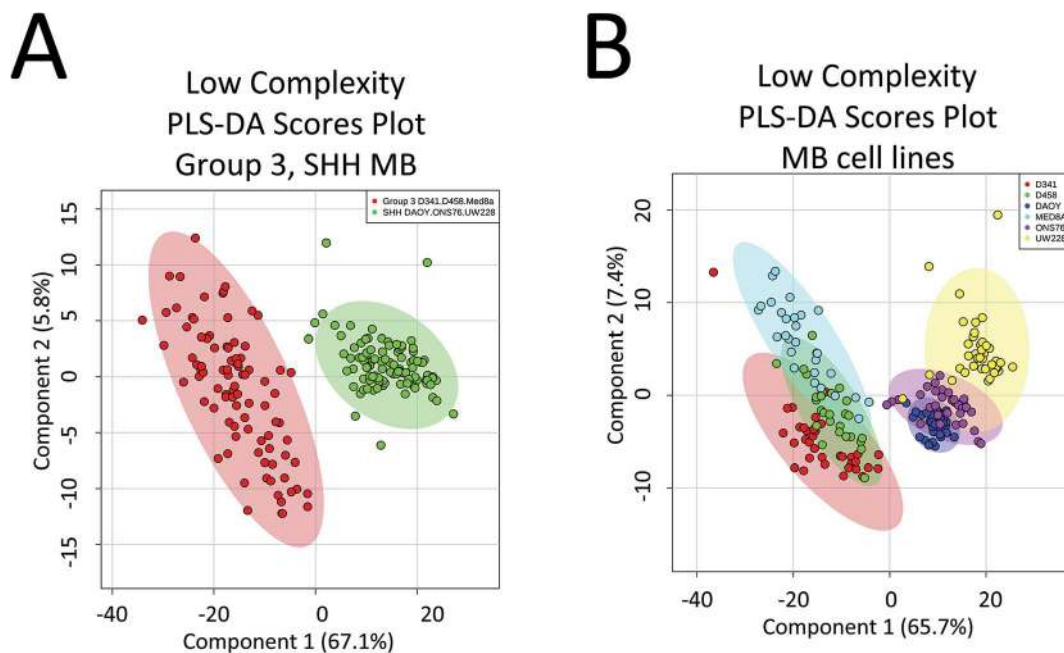 A
Low Complexity
PLS-DA Scores Plot
Group 3, SHH MB
Group 3 D341.D458.Med8a
SHH DAOY.ONS76.UW228
Component 2 (5.8%)
15
10
5
0
-5
-10
-15
-40
-20
0
20
Component 1 (67.1%)
B
Low Complexity
PLS-DA Scores Plot
MB cell lines
D341
D458
DAOY
MED8A
ONS76
UW228
Component 2 (7.4%)
20
10
0
-10
-40
-20
0
20
Component 1 (65.7%)